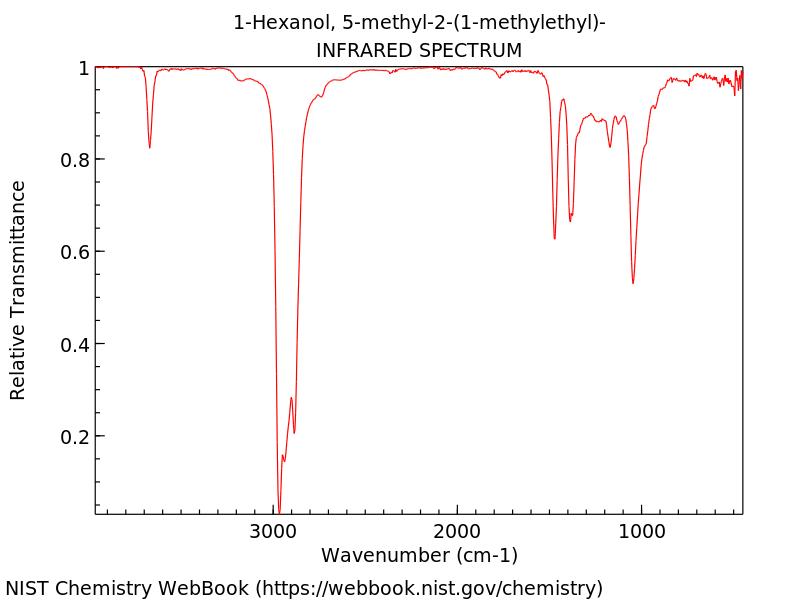 1-Hexanol, 5-methyl-2-(1-methylethyl)-
INFRARED SPECTRUM
1
0.8
0.6
0.4
0.2
Relative Transmittance
3000 2000 1000
Wavenumber (cm-1)
NIST Chemistry WebBook (https://webbook.nist.gov/chemistry)